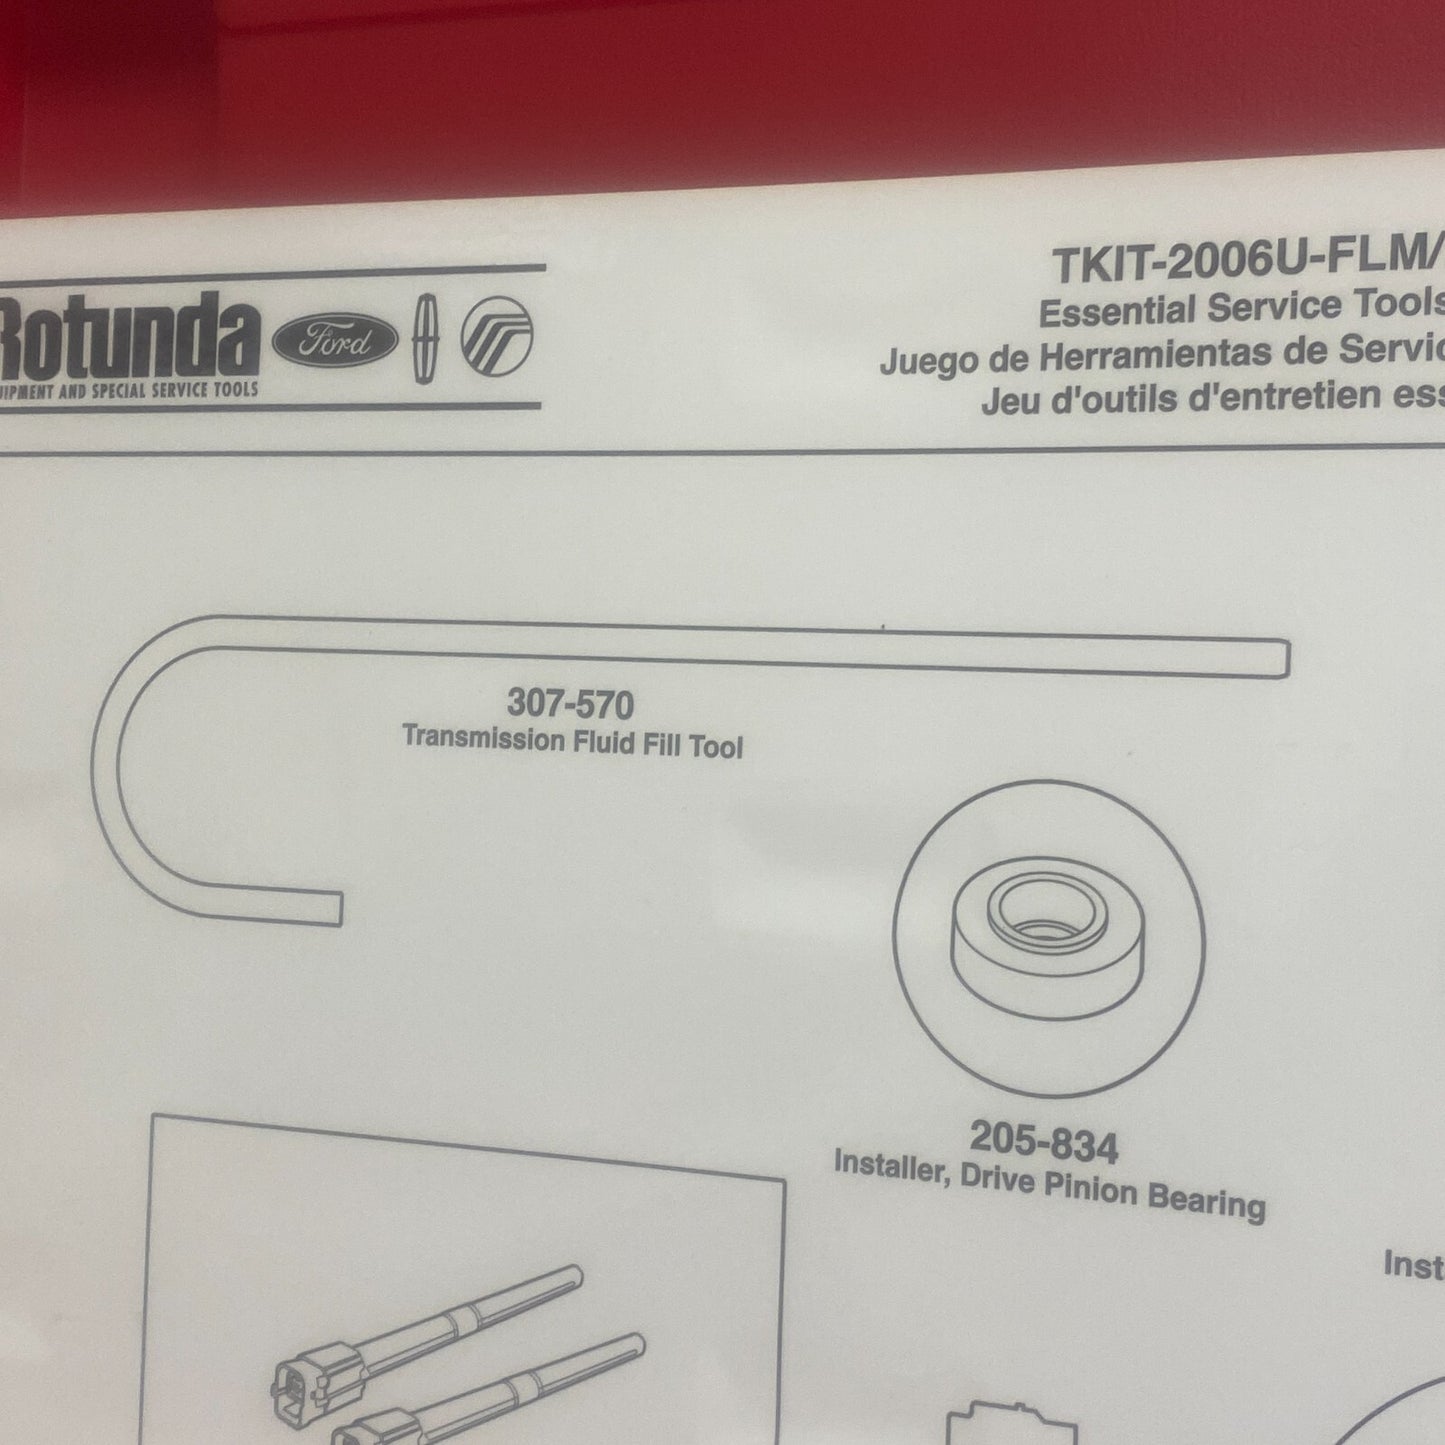 Rotunda
EQUIPMENT AND SPECIAL SERVICE TOOLS
Ford
TKIT-2006U-FLM/
Essential Service Tools
Juego de Herramientas de Servic
Jeu d'outils d'entretien ess
307-570
Transmission Fluid Fill Tool
205-834
Installer, Drive Pinion Bearing
Inst